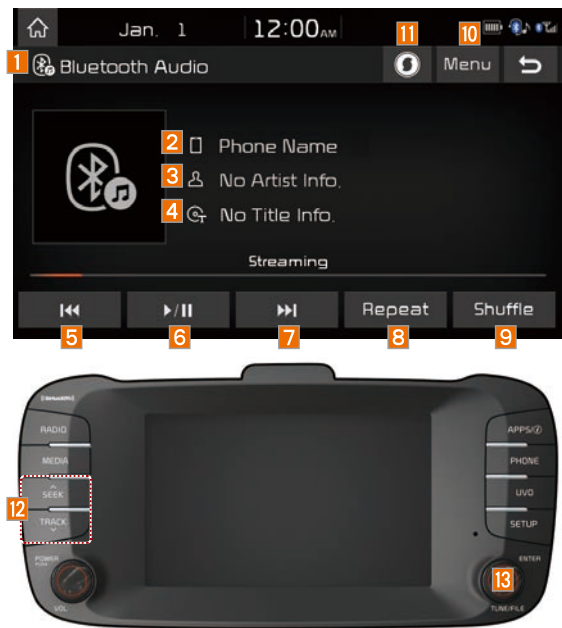 Jan. 1 12:00AM
11 10
1 Bluetooth Audio Menu
2 Phone Name
3 No Artist Info.
4 No Title Info.
Streaming
Repeat Shuffle
5 6 7 8 9
((SiriusXM))
RADIO APPS/i
MEDIA PHONE
SEEK UVO
12
TRACK SETUP
POWER ENTER
PUSH
13
VOL TUNE/FILE